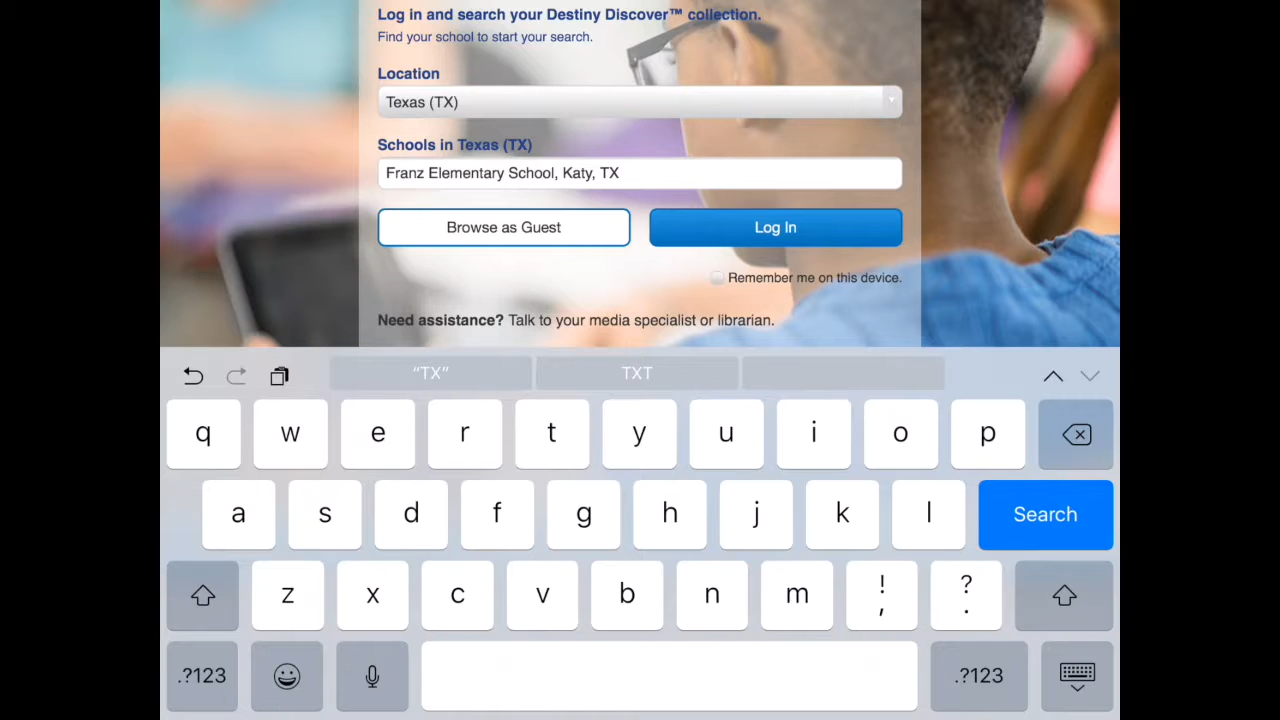 Log in and search your Destiny Discover™ collection.
Find your school to start your search.
Location
Texas (TX)
Schools in Texas (TX)
Franz Elementary School, Katy, TX
Browse as Guest
Log In
Remember me on this device.
Need assistance? Talk to your media specialist or librarian.
“TX” TXT
q w e r t y u i o p
a s d f g h j k l Search
z x c v b n m ! , ? .
.?123 .?123